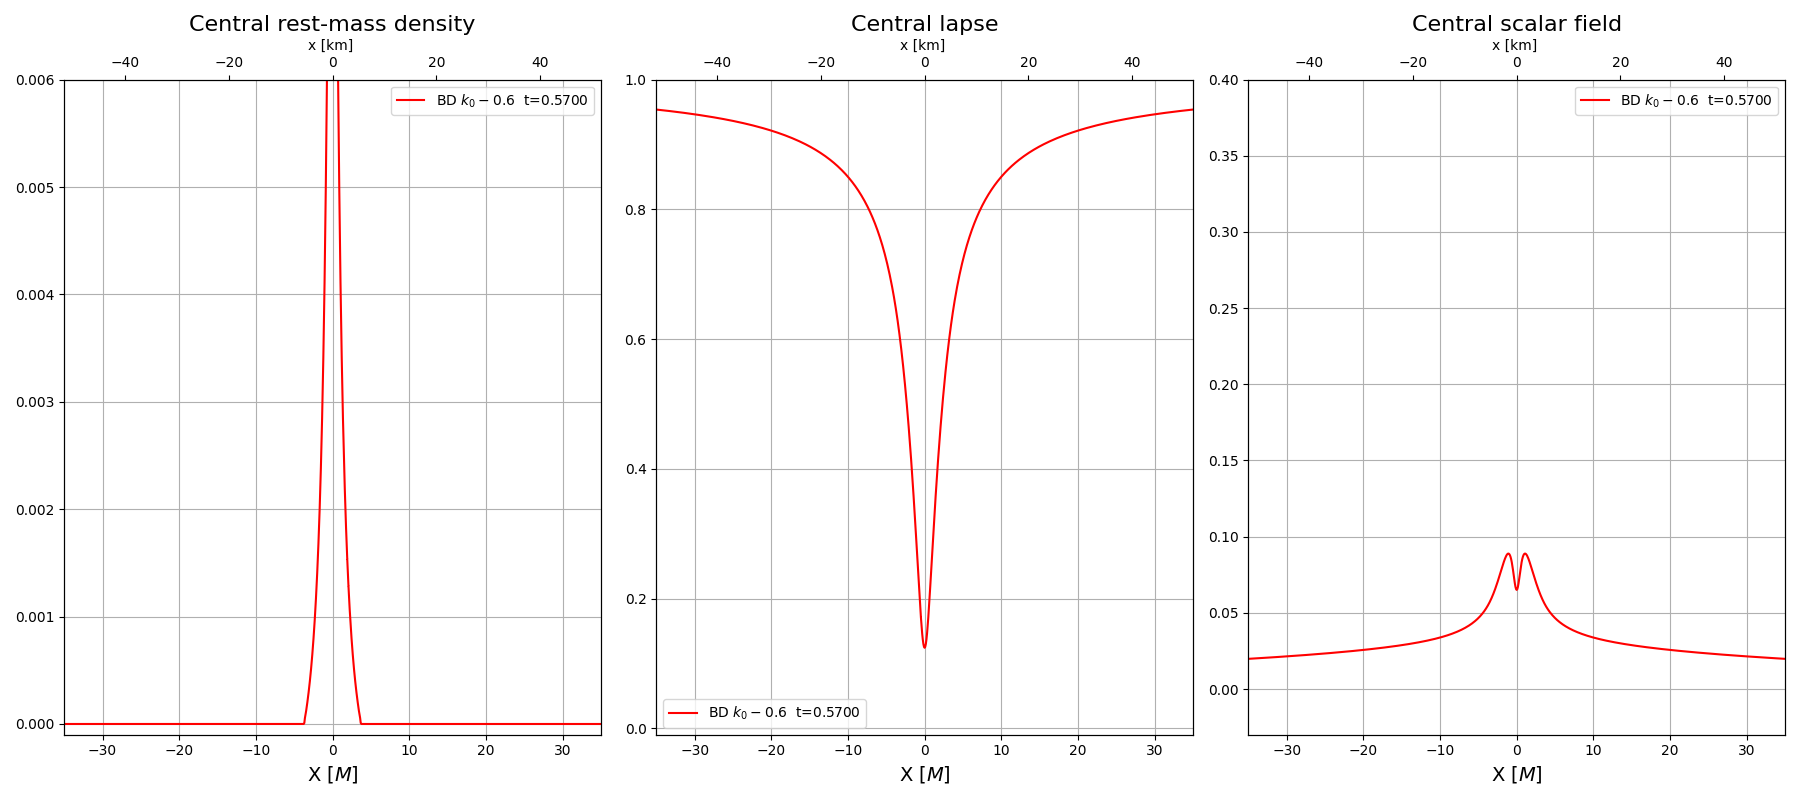 Central rest-mass density
x [km]
−40 −20 0 20 40
0.006
0.005
0.004
0.003
0.002
0.001
0.000
BD k₀ − 0.6 t=0.5700
−30 −20 −10 0 10 20 30
X [M]
Central lapse
x [km]
−40 −20 0 20 40
1.0
0.8
0.6
0.4
0.2
0.0
BD k₀ − 0.6 t=0.5700
−30 −20 −10 0 10 20 30
X [M]
Central scalar field
x [km]
−40 −20 0 20 40
0.40
0.35
0.30
0.25
0.20
0.15
0.10
0.05
0.00
BD k₀ − 0.6 t=0.5700
−30 −20 −10 0 10 20 30
X [M]